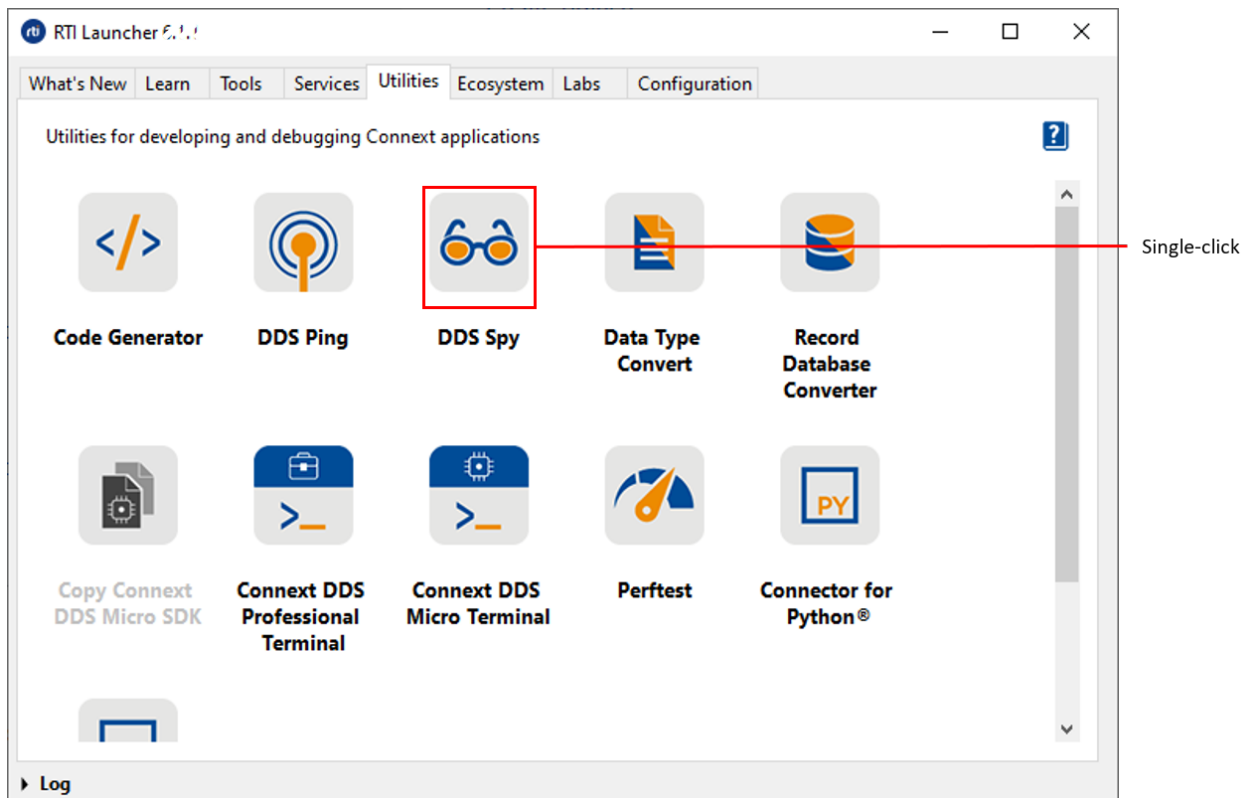 rti RTI Launcher
What's New Learn Tools Services Utilities Ecosystem Labs Configuration
Utilities for developing and debugging Connext applications
?
</>
Single-click
Code Generator DDS Ping DDS Spy Data Type Record
Convert Database
Converter
>_ >_ PY
Copy Connext Connext DDS Connext DDS Perftest Connector for
DDS Micro SDK Professional Micro Terminal Python®
Terminal
Log